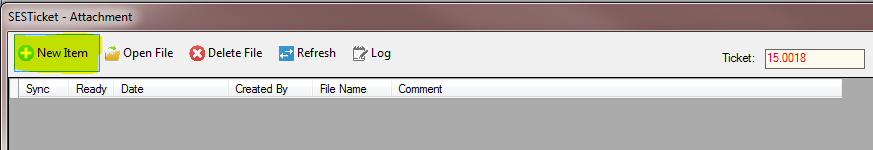 SESTicket - Attachment
New Item Open File Delete File Refresh Log Ticket: 15.0018
Sync Ready Date Created By File Name Comment